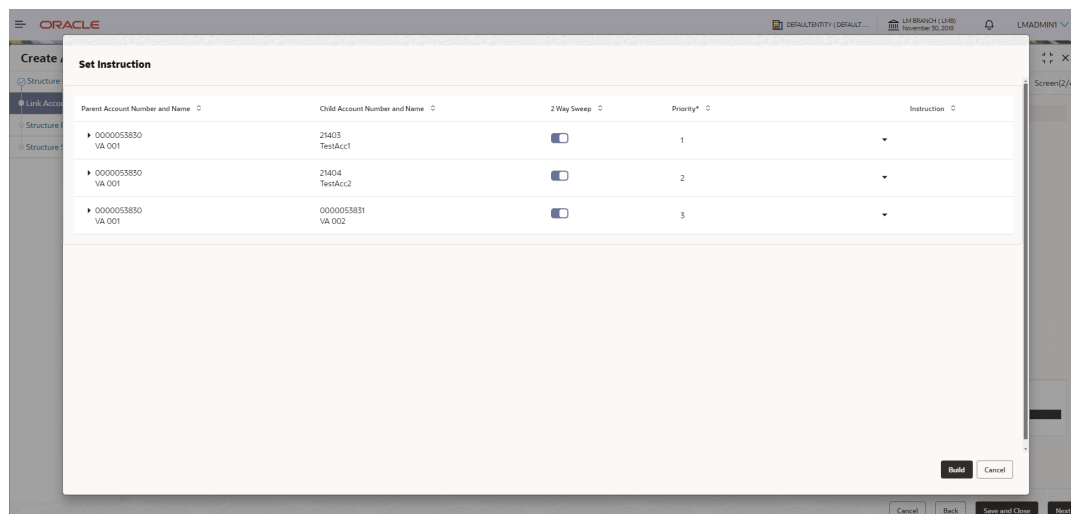 ORACLE
DEFAULTENTITY ( DEFAULT....
LM BRANCH ( LMB)
November 30, 2018
LMADMIN1
Create
Screen(2/4
Structure
Link Accou
Structure
Structure
Set Instruction
Parent Account Number and Name
Child Account Number and Name
2 Way Sweep
Priority*
Instruction
0000053830
VA 001
21403
TestAcc1
1
0000053830
VA 001
21404
TestAcc2
2
0000053830
VA 001
0000053831
VA 002
3
Build
Cancel
Cancel
Back
Save and Close
Next